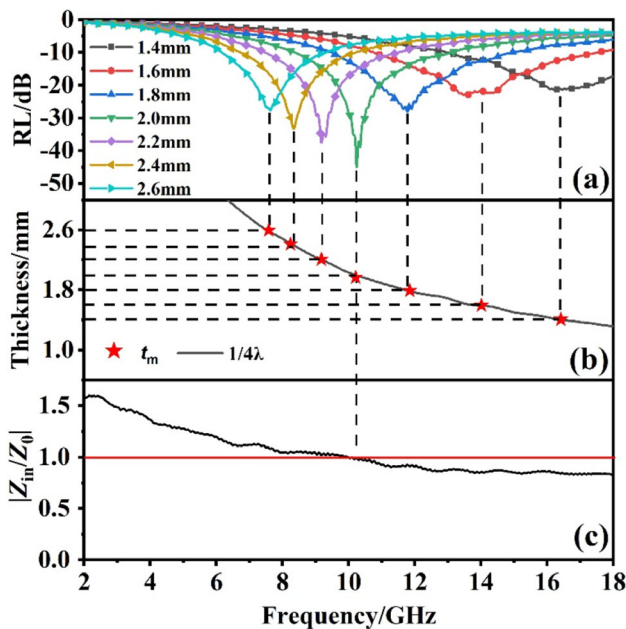 0
-10
-20
-30
-40
-50
RL/dB
1.4mm
1.6mm
1.8mm
2.0mm
2.2mm
2.4mm
2.6mm
(a)
2.6
1.8
1.0
Thickness/mm
tm
1/4λ
(b)
1.5
1.0
0.5
0.0
|Zin/Z0|
(c)
2 4 6 8 10 12 14 16 18
Frequency/GHz